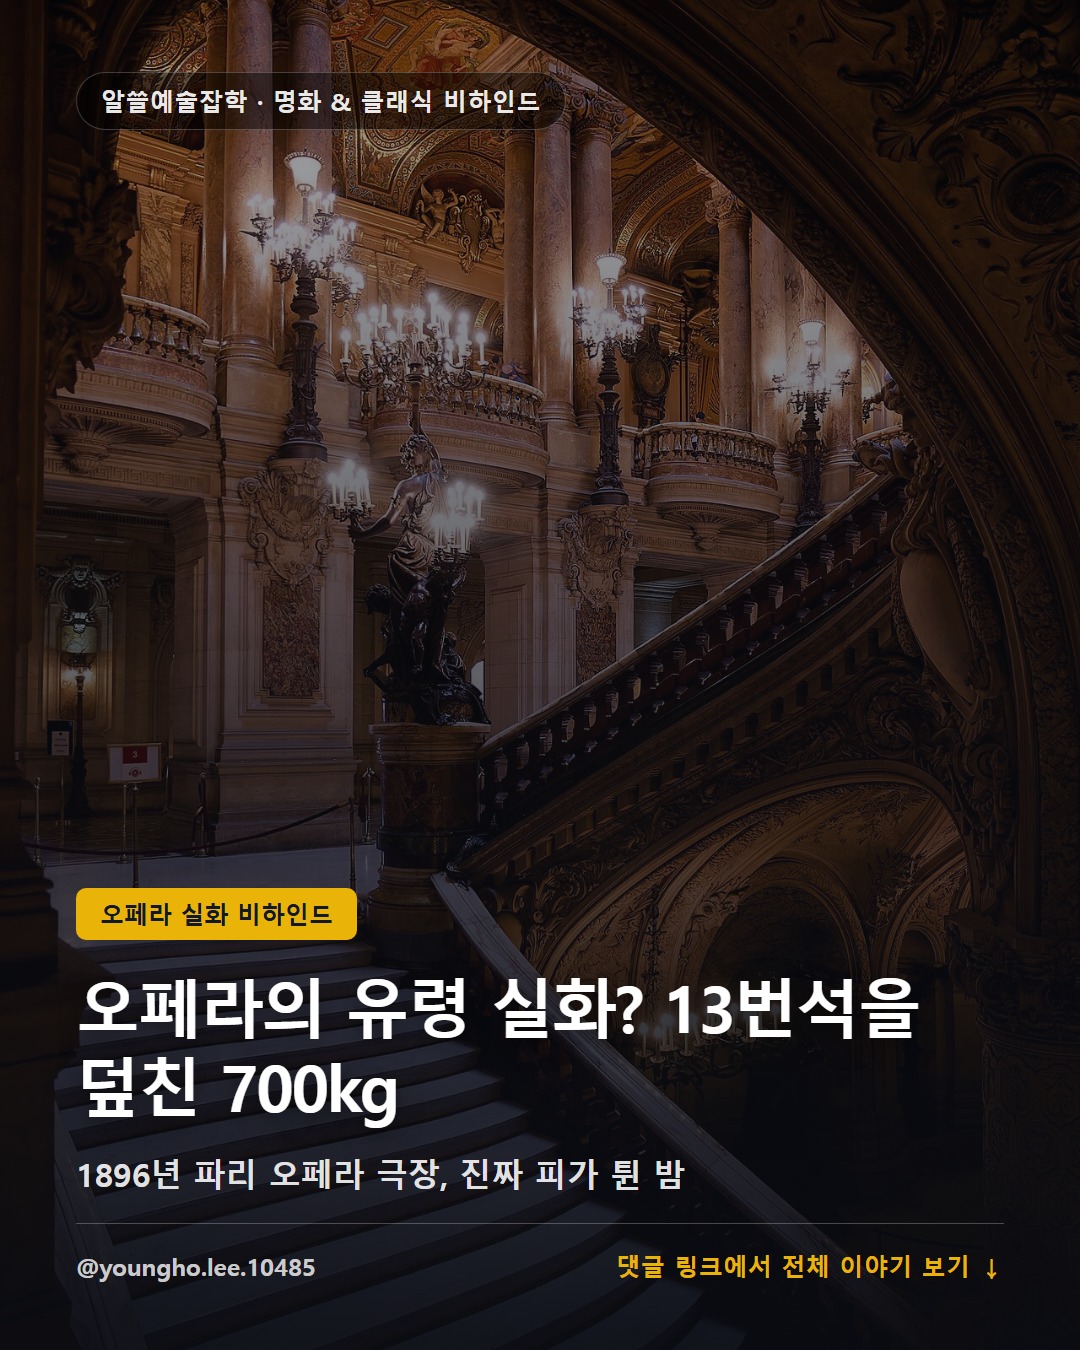 알쓸예술잡학 · 명화 & 클래식 비하인드
3
오페라 실화 비하인드
오페라의 유령 실화? 13번석을
덮친 700kg
1896년 파리 오페라 극장, 진짜 피가 튄 밤
@youngho.lee.10485
댓글 링크에서 전체 이야기 보기 ↓